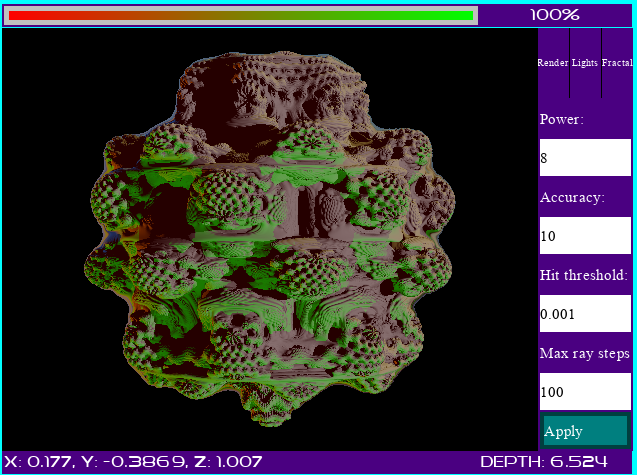 100%
Render Lights Fractal
Power:
8
Accuracy:
10
Hit threshold:
0.001
Max ray steps
100
Apply
X: 0.177, Y: -0.3869, Z: 1.007
DEPTH: 6.524